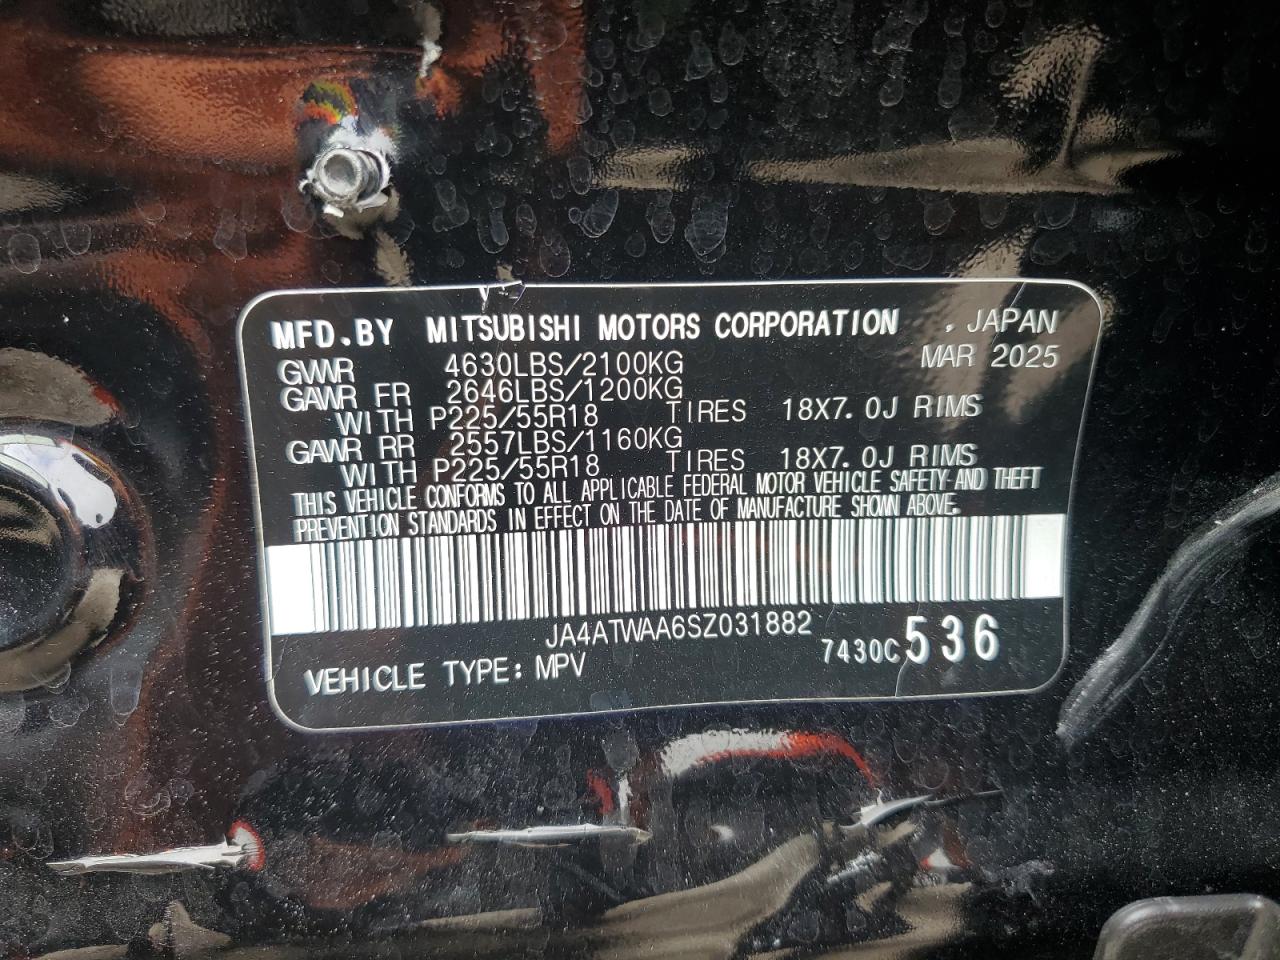 MFD.BY MITSUBISHI MOTORS CORPORATION , JAPAN
GVWR 4630LBS/2100KG MAR 2025
GAWR FR 2646LBS/1200KG
WITH P225/55R18 TIRES 18X7.0J RIMS
GAWR RR 2557LBS/1160KG
WITH P225/55R18 TIRES 18X7.0J RIMS
THIS VEHICLE CONFORMS TO ALL APPLICABLE FEDERAL MOTOR VEHICLE SAFETY AND THEFT
PREVENTION STANDARDS IN EFFECT ON THE DATE OF MANUFACTURE SHOWN ABOVE.
JA4ATWAA6SZ031882
7430C536
VEHICLE TYPE: MPV